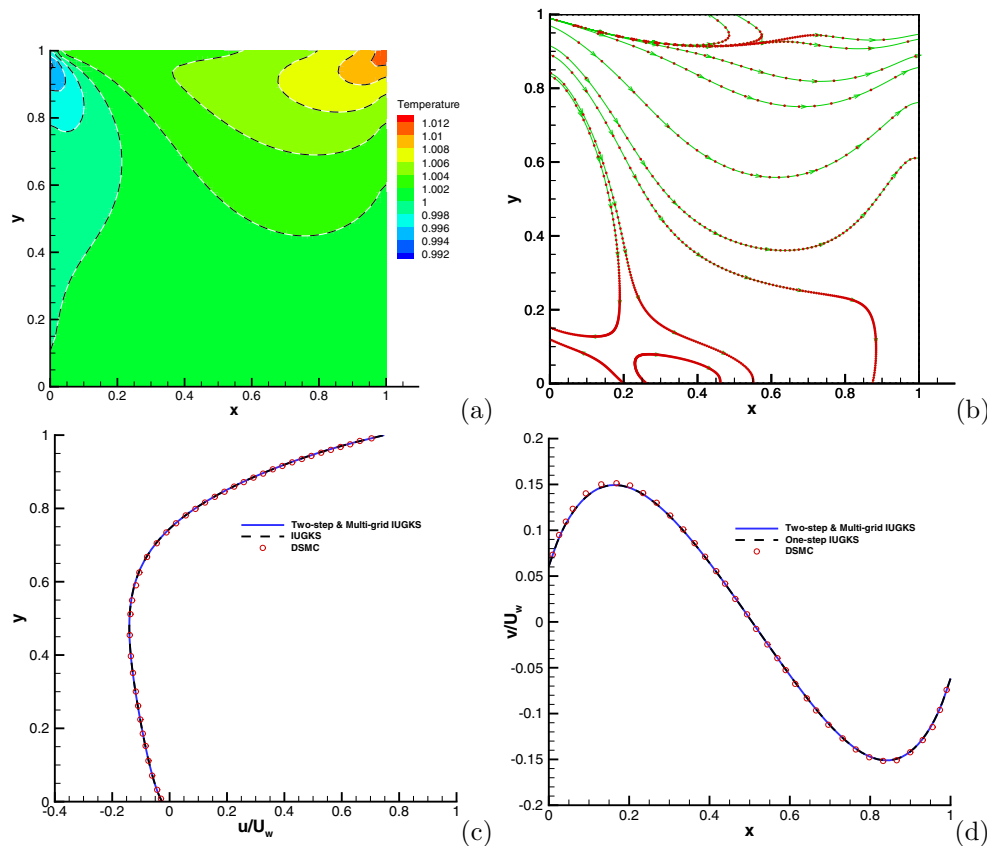 y
1
0.8
0.6
0.4
0.2
0
0 0.2 0.4 0.6 0.8 1
x
Temperature
1.012
1.01
1.008
1.006
1.004
1.002
1
0.998
0.996
0.994
0.992
(a)
y
1
0.8
0.6
0.4
0.2
0
0 0.2 0.4 0.6 0.8 1
x
(b)
y
1
0.8
0.6
0.4
0.2
0
-0.4 -0.2 0 0.2 0.4 0.6 0.8 1
u/Uw
Two-step & Multi-grid IUGKS
IUGKS
DSMC
(c)
v/Uw
0.2
0.15
0.1
0.05
0
-0.05
-0.1
-0.15
-0.2
0 0.2 0.4 0.6 0.8 1
x
Two-step & Multi-grid IUGKS
One-step IUGKS
DSMC
(d)